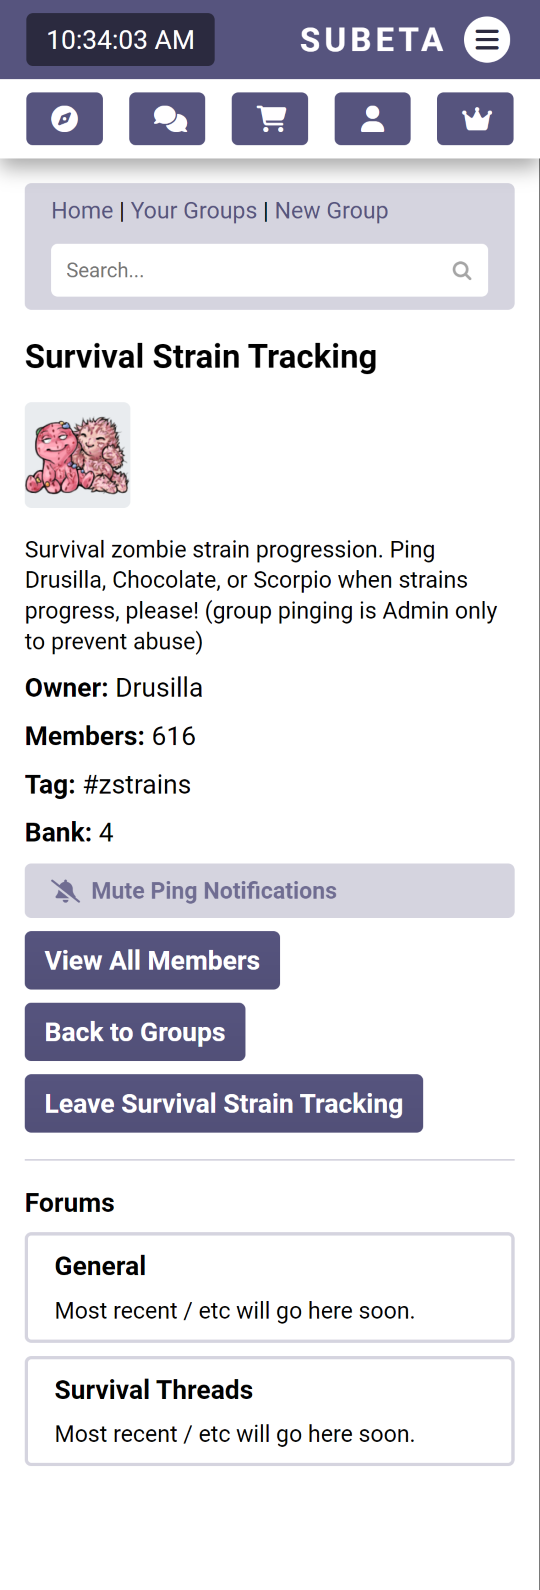 10:34:03 AM
SUBETA
Home | Your Groups | New Group
Search...
Survival Strain Tracking
Survival zombie strain progression. Ping
Drusilla, Chocolate, or Scorpio when strains
progress, please! (group pinging is Admin only
to prevent abuse)
Owner: Drusilla
Members: 616
Tag: #zstrains
Bank: 4
Mute Ping Notifications
View All Members
Back to Groups
Leave Survival Strain Tracking
Forums
General
Most recent / etc will go here soon.
Survival Threads
Most recent / etc will go here soon.